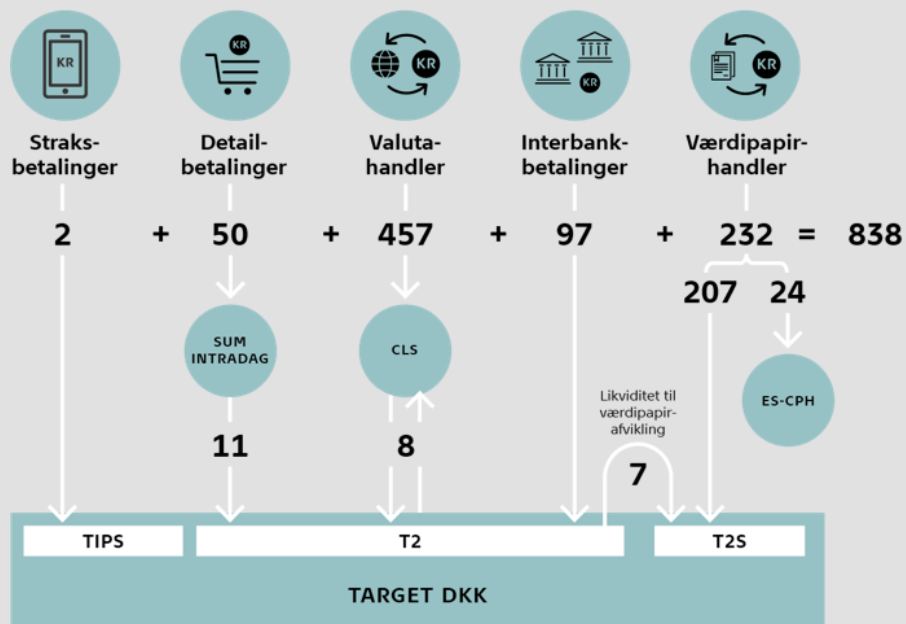 KR
KR
KR
KR
KR
Straks-
betalinger
Detail-
betalinger
Valuta-
handler
Interbank-
betalinger
Værdipapir-
handler
2 + 50 + 457 + 97 + 232 = 838
207 24
SUM
INTRADAG
CLS
ES-CPH
Likviditet til
værdipapir-
afvikling
11
8
7
TIPS
T2
T2S
TARGET DKK